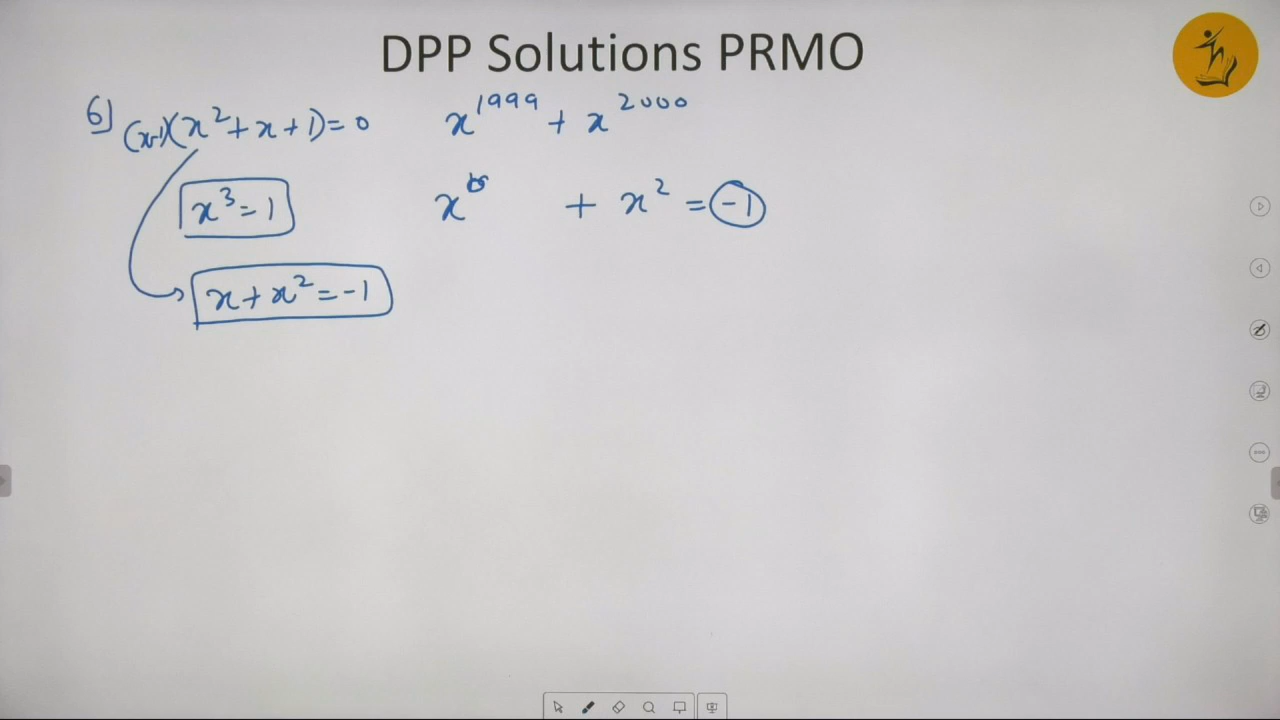 DPP Solutions PRMO
6] (x-1)(x²+x+1)=0 x¹⁹⁹⁹ + x²⁰⁰⁰
x³=1 x + x² = -1
x+x²=-1